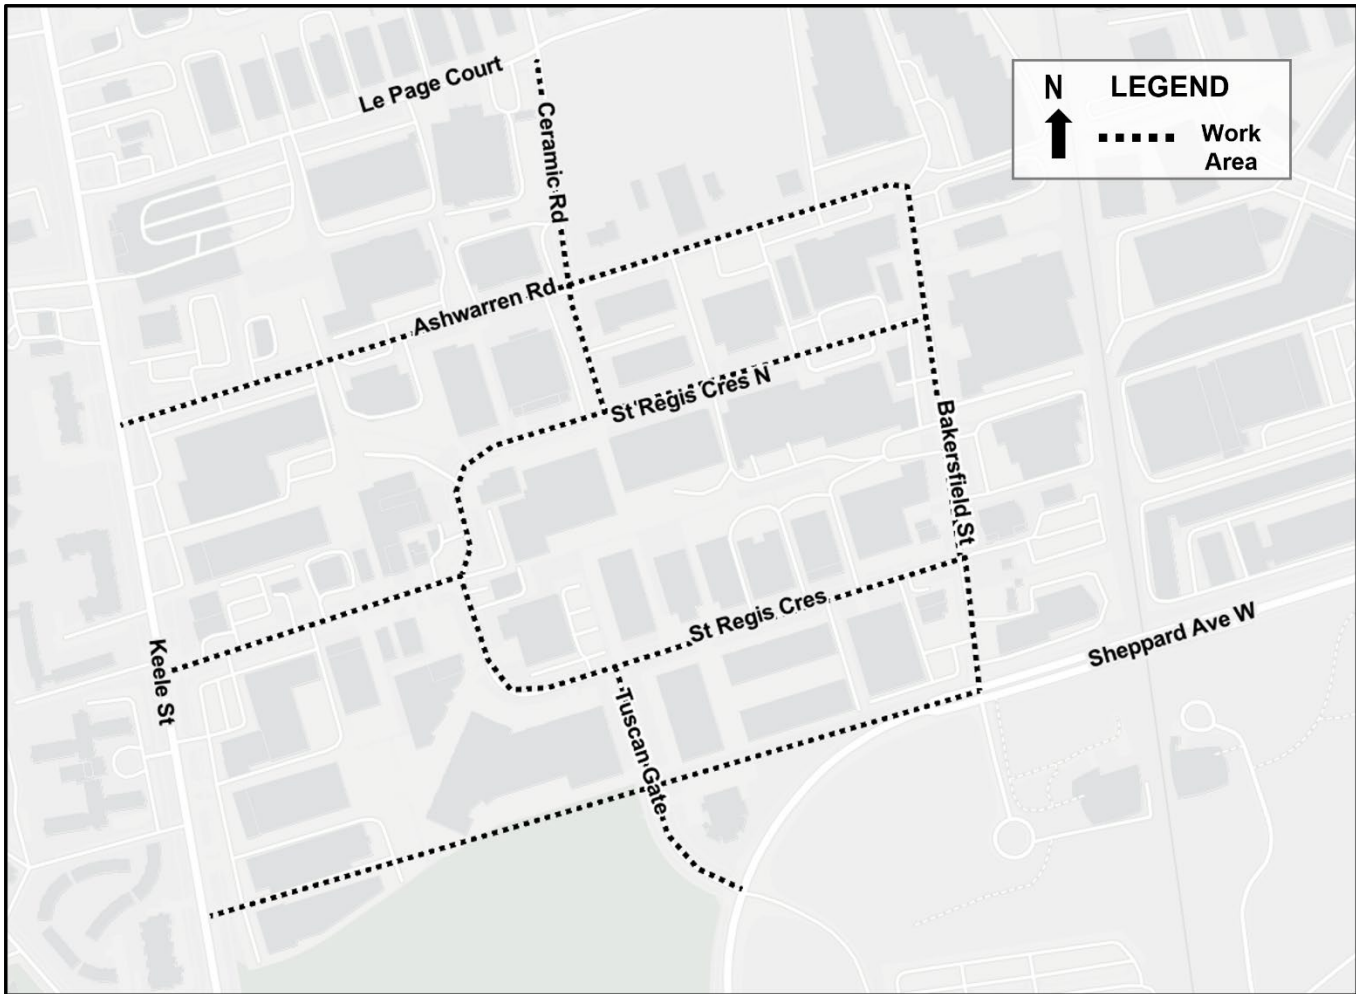 Le Page Court
Ceramic Rd
N
LEGEND
Work
Area
Ashwarren Rd
St Regis Cres N
Bakersfield St
St Regis Cres
Sheppard Ave W
Keele St
Tuscan Gate